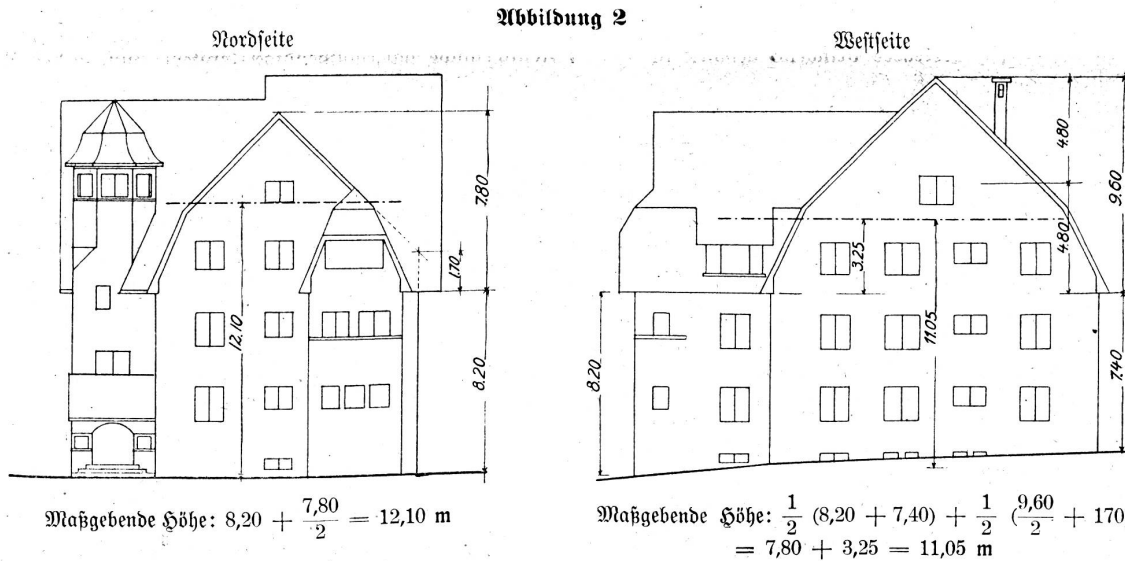 Abbildung 2
Nordseite
7.80
1.70
12.10
8.20
Maßgebende Höhe: 8,20 + 7,80/2 = 12,10 m
Westseite
4.80
9.60
4.80
3.25
11.05
8.20
7.40
Maßgebende Höhe: 1/2 (8,20 + 7,40) + 1/2 (9,60/2 + 170
= 7,80 + 3,25 = 11,05 m